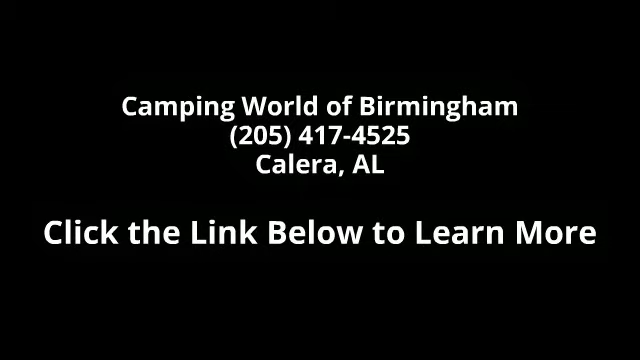 Camping World of Birmingham
(205) 417-4525
Calera, AL
Click the Link Below to Learn More